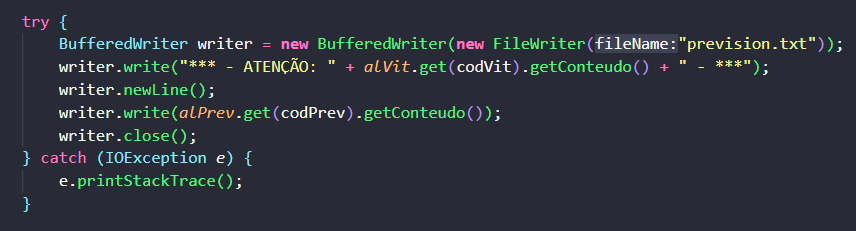 try {
BufferedWriter writer = new BufferedWriter(new FileWriter(fileName:"prevision.txt"));
writer.write("*** - ATENÇÃO: " + alVit.get(codVit).getConteudo() + " - ***");
writer.newLine();
writer.write(alPrev.get(codPrev).getConteudo());
writer.close();
} catch (IOException e) {
e.printStackTrace();
}